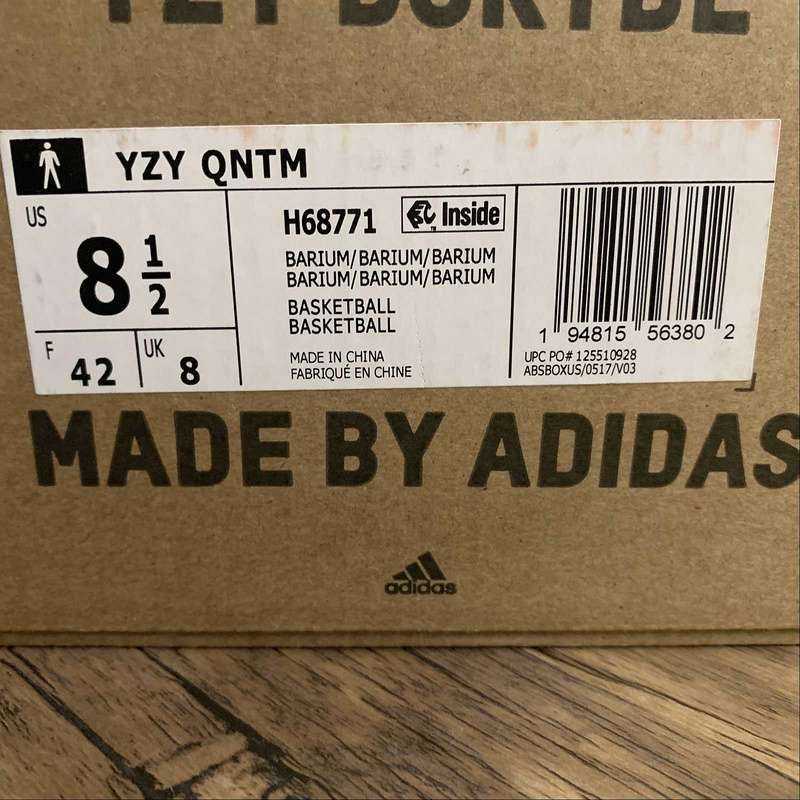 YZY QNTM
US
8 1/2
F 42
UK 8
H68771
Inside
BARIUM/BARIUM/BARIUM
BARIUM/BARIUM/BARIUM
BASKETBALL
BASKETBALL
MADE IN CHINA
FABRIQUÉ EN CHINE
1 94815 56380 2
UPC PO# 125510928
ABSBOXUS/0517/V03
MADE BY ADIDAS
adidas